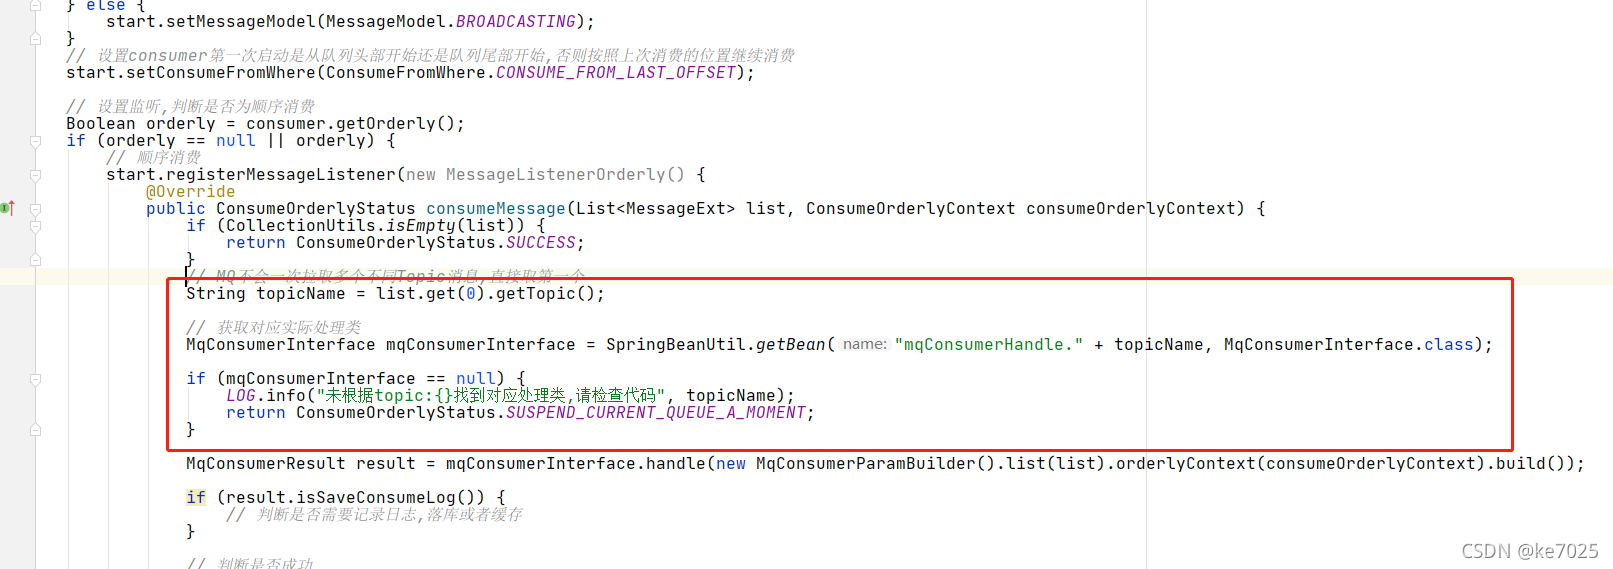 } else {
start.setMessageModel(MessageModel.BROADCASTING);
}
// 设置consumer第一次启动是从队列头部开始还是队列尾部开始,否则按照上次消费的位置继续消费
start.setConsumeFromWhere(ConsumeFromWhere.CONSUME_FROM_LAST_OFFSET);
// 设置监听,判断是否为顺序消费
Boolean orderly = consumer.getOrderly();
if (orderly == null || orderly) {
// 顺序消费
start.registerMessageListener(new MessageListenerOrderly() {
@Override
public ConsumeOrderlyStatus consumeMessage(List<MessageExt> list, ConsumeOrderlyContext consumeOrderlyContext) {
if (CollectionUtils.isEmpty(list)) {
return ConsumeOrderlyStatus.SUCCESS;
}
// MQ不会一次拉取多个不同Topic消息,直接取第一个
String topicName = list.get(0).getTopic();
// 获取对应实际处理类
MqConsumerInterface mqConsumerInterface = SpringBeanUtil.getBean( name: "mqConsumerHandle." + topicName, MqConsumerInterface.class);
if (mqConsumerInterface == null) {
LOG.info("未根据topic:{}找到对应处理类,请检查代码", topicName);
return ConsumeOrderlyStatus.SUSPEND_CURRENT_QUEUE_A_MOMENT;
}
MqConsumerResult result = mqConsumerInterface.handle(new MqConsumerParamBuilder().list(list).orderlyContext(consumeOrderlyContext).build());
if (result.isSaveConsumeLog()) {
// 判断是否需要记录日志,落库或者缓存
}
// 判断是否成功
CSDN @ke7025